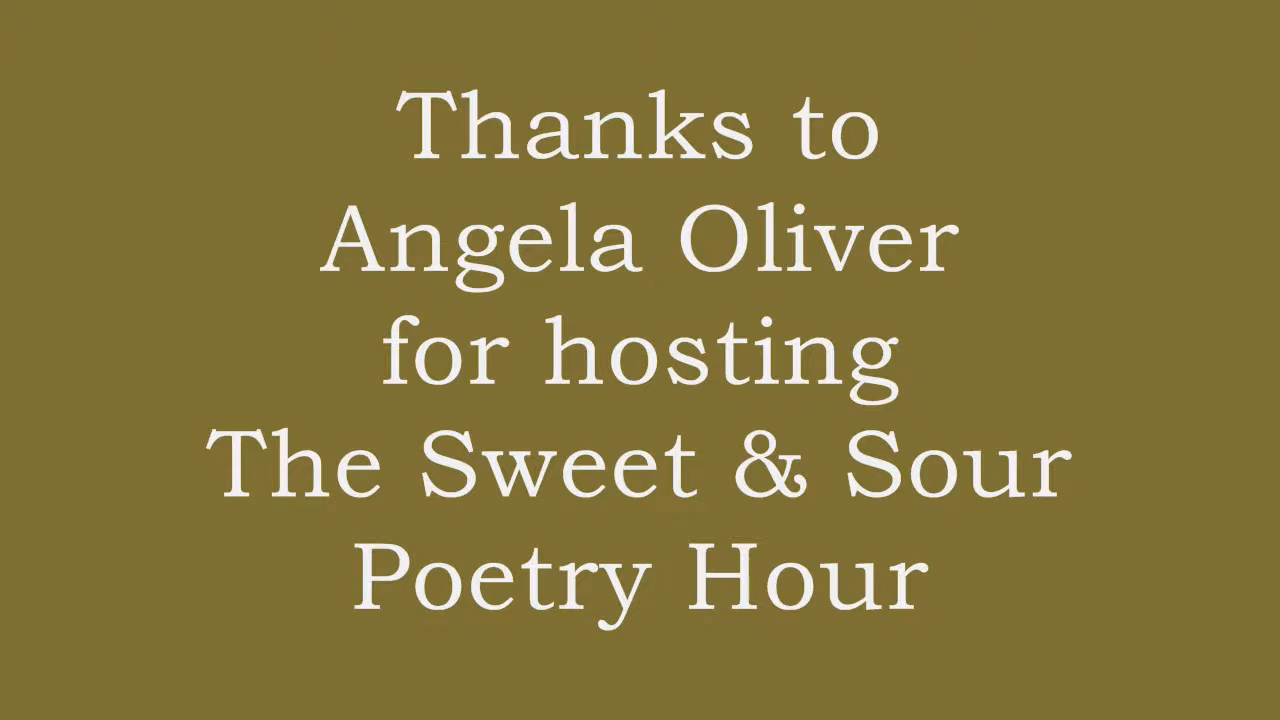 Thanks to
Angela Oliver
for hosting
The Sweet & Sour
Poetry Hour